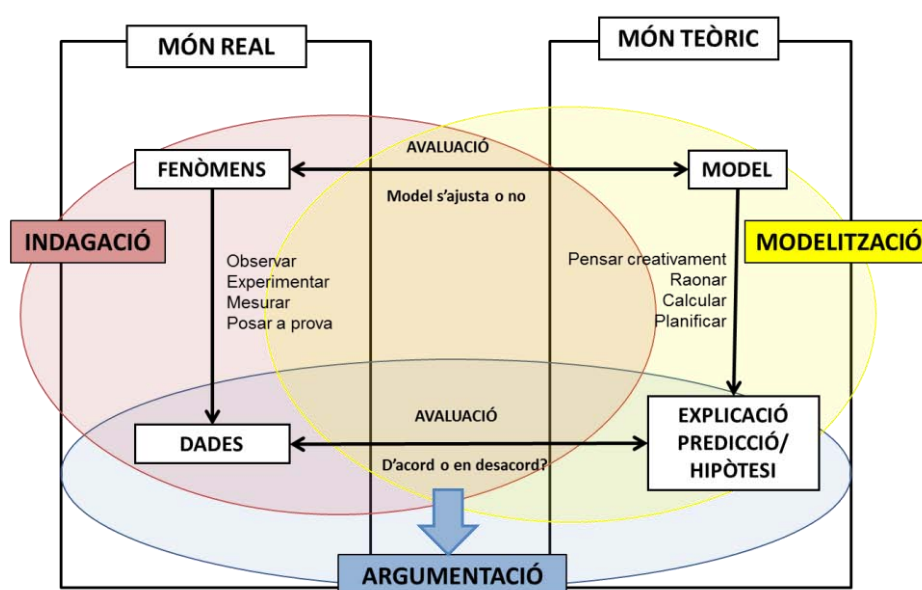 MÓN REAL
MÓN TEÒRIC
AVALUACIÓ
FENÒMENS
MODEL
Model s'ajusta o no
INDAGACIÓ
MODELITZACIÓ
Observar
Experimentar
Mesurar
Posar a prova
Pensar creativament
Raonar
Calcular
Planificar
AVALUACIÓ
DADES
EXPLICACIÓ
PREDICCIÓ/
HIPÒTESI
D'acord o en desacord?
ARGUMENTACIÓ